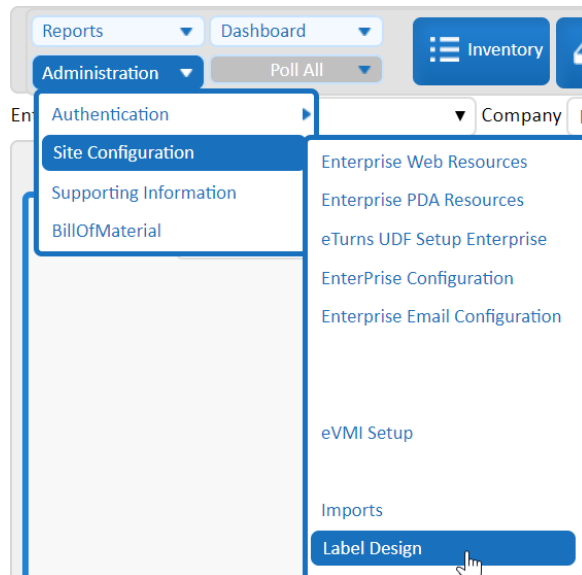 Reports
Dashboard
Inventory
Administration
Poll All
Company
Authentication
Site Configuration
Supporting Information
BillOfMaterial
Enterprise Web Resources
Enterprise PDA Resources
eTurns UDF Setup Enterprise
EnterPrise Configuration
Enterprise Email Configuration
eVMI Setup
Imports
Label Design